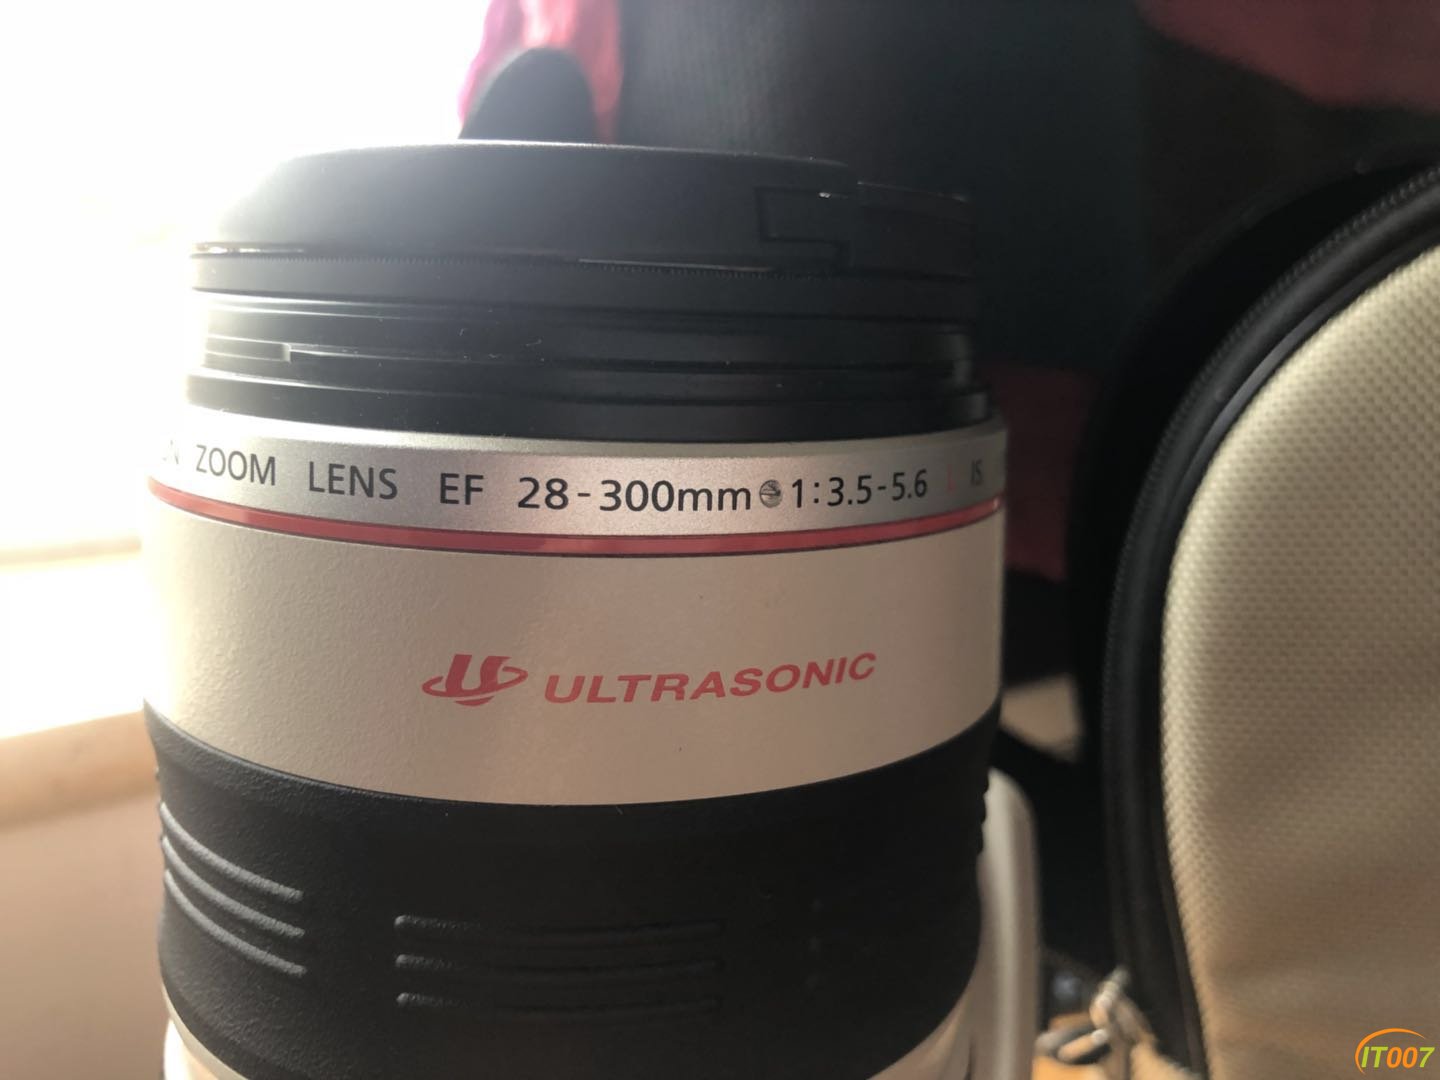 ZOOM LENS EF 28-300mm 1:3.5-5.6 L IS
ULTRASONIC
IT007